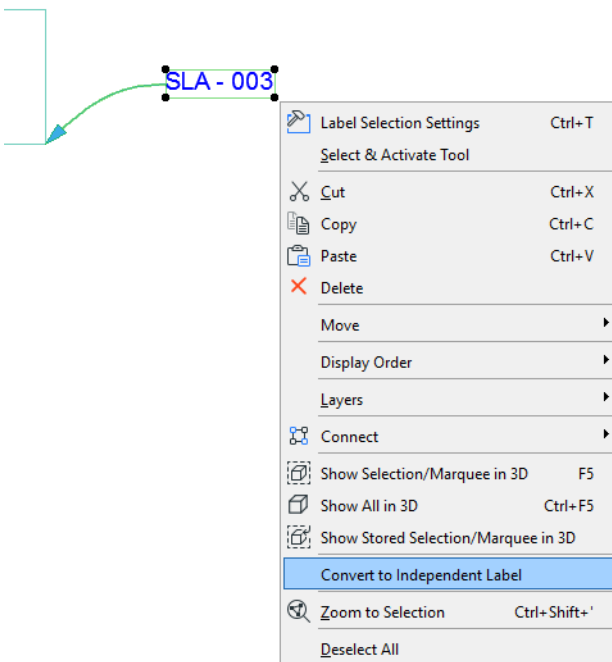 SLA - 003
Label Selection Settings Ctrl+T
Select & Activate Tool
Cut Ctrl+X
Copy Ctrl+C
Paste Ctrl+V
Delete
Move
Display Order
Layers
Connect
Show Selection/Marquee in 3D F5
Show All in 3D Ctrl+F5
Show Stored Selection/Marquee in 3D
Convert to Independent Label
Zoom to Selection Ctrl+Shift+'
Deselect All